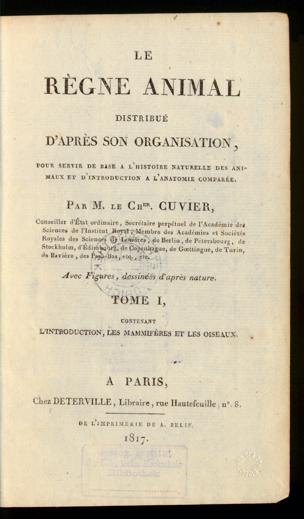 LE
RÈGNE ANIMAL
DISTRIBUÉ
D'APRÈS SON ORGANISATION,
POUR SERVIR DE BASE A L'HISTOIRE NATURELLE DES ANI-
MAUX ET D'INTRODUCTION A L'ANATOMIE COMPARÉE.
PAR M. LE CHER. CUVIER,
Conseiller d'État ordinaire, Secrétaire perpétuel de l'Académie des
Sciences de l'Institut Royal, Membre des Académies et Sociétés
Royales des Sciences de Londres, de Berlin, de Pétersbourg, de
Stockholm, d'Édimbourg, de Copenhague, de Gœttingue, de Turin,
de Bavière, des Pays-Bas, etc., etc.
Avec Figures, dessinées d'après nature.
TOME I,
CONTENANT
L'INTRODUCTION, LES MAMMIFÈRES ET LES OISEAUX.
A PARIS,
Chez DETERVILLE, Libraire, rue Hautefeuille, n°. 8.
DE L'IMPRIMERIE DE A. BELIN.
1817.